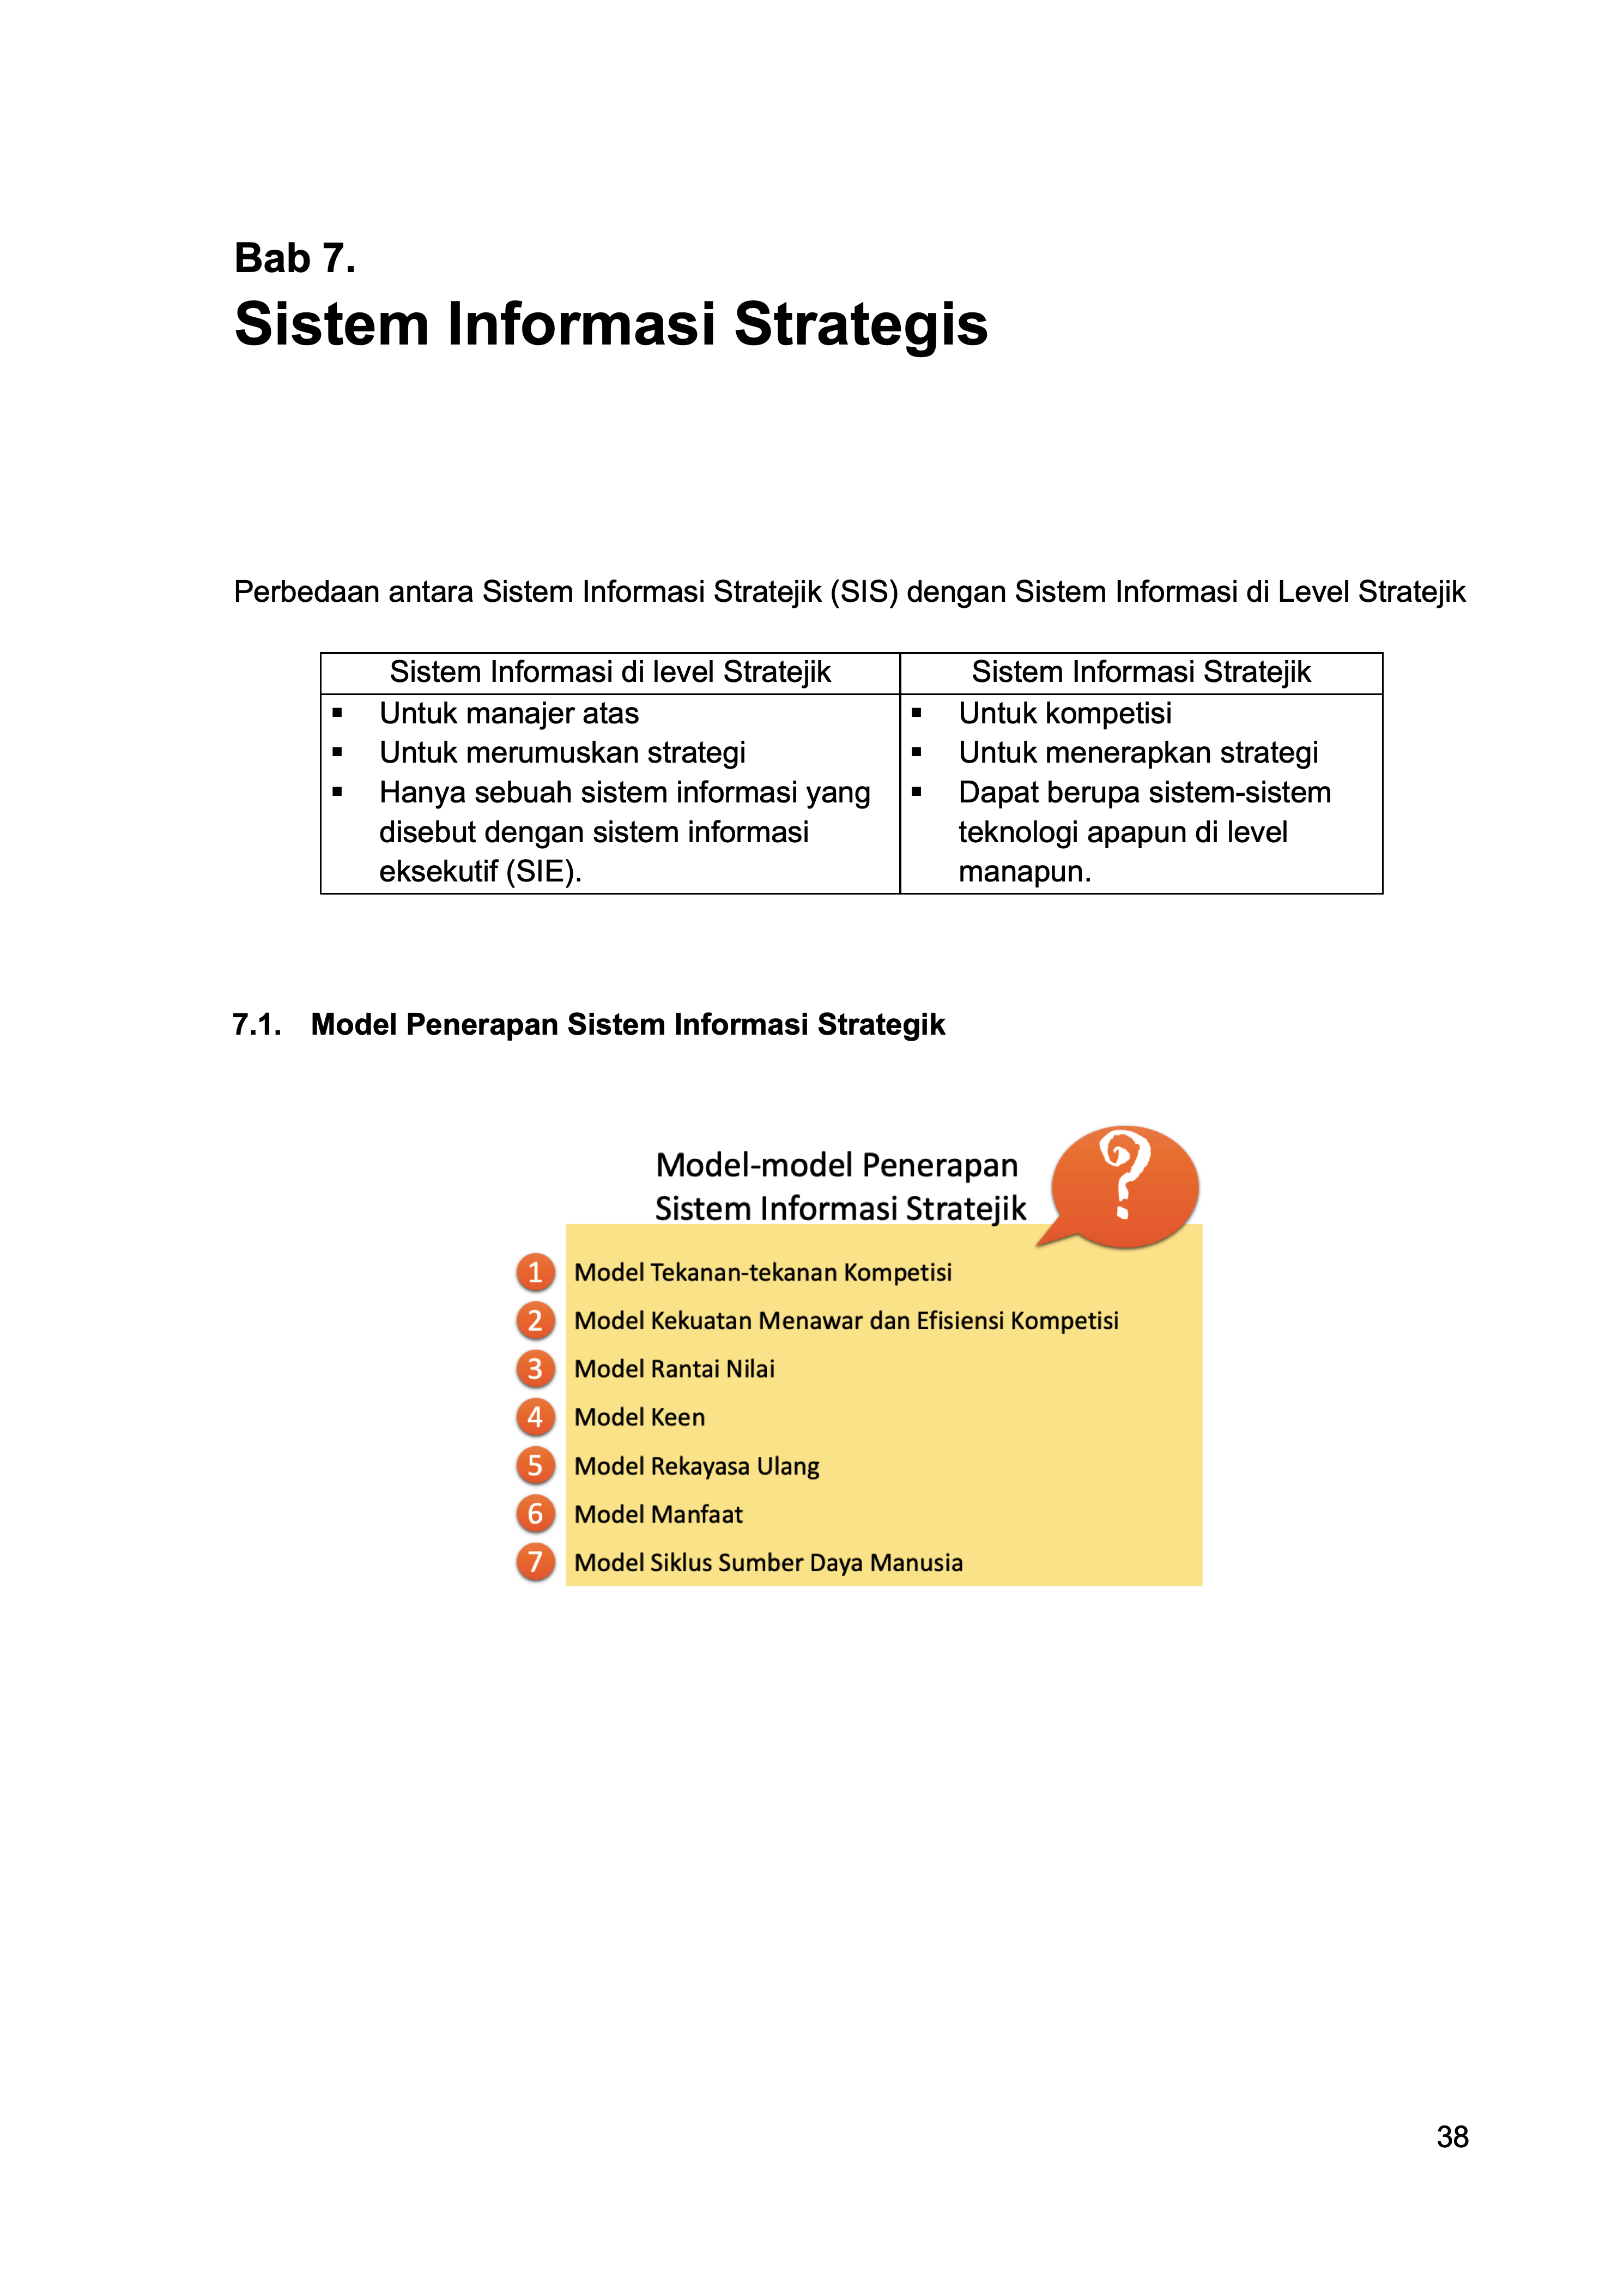 Bab 7.
Sistem Informasi Strategis
Perbedaan antara Sistem Informasi Stratejik (SIS) dengan Sistem Informasi di Level Stratejik
Sistem Informasi di level Stratejik
▪ Untuk manajer atas
▪ Untuk merumuskan strategi
▪ Hanya sebuah sistem informasi yang
disebut dengan sistem informasi
eksekutif (SIE).
Sistem Informasi Stratejik
▪ Untuk kompetisi
▪ Untuk menerapkan strategi
▪ Dapat berupa sistem-sistem
teknologi apapun di level
manapun.
7.1. Model Penerapan Sistem Informasi Strategik
Model-model Penerapan
Sistem Informasi Stratejik
?
1 Model Tekanan-tekanan Kompetisi
2 Model Kekuatan Menawar dan Efisiensi Kompetisi
3 Model Rantai Nilai
4 Model Keen
5 Model Rekayasa Ulang
6 Model Manfaat
7 Model Siklus Sumber Daya Manusia
38